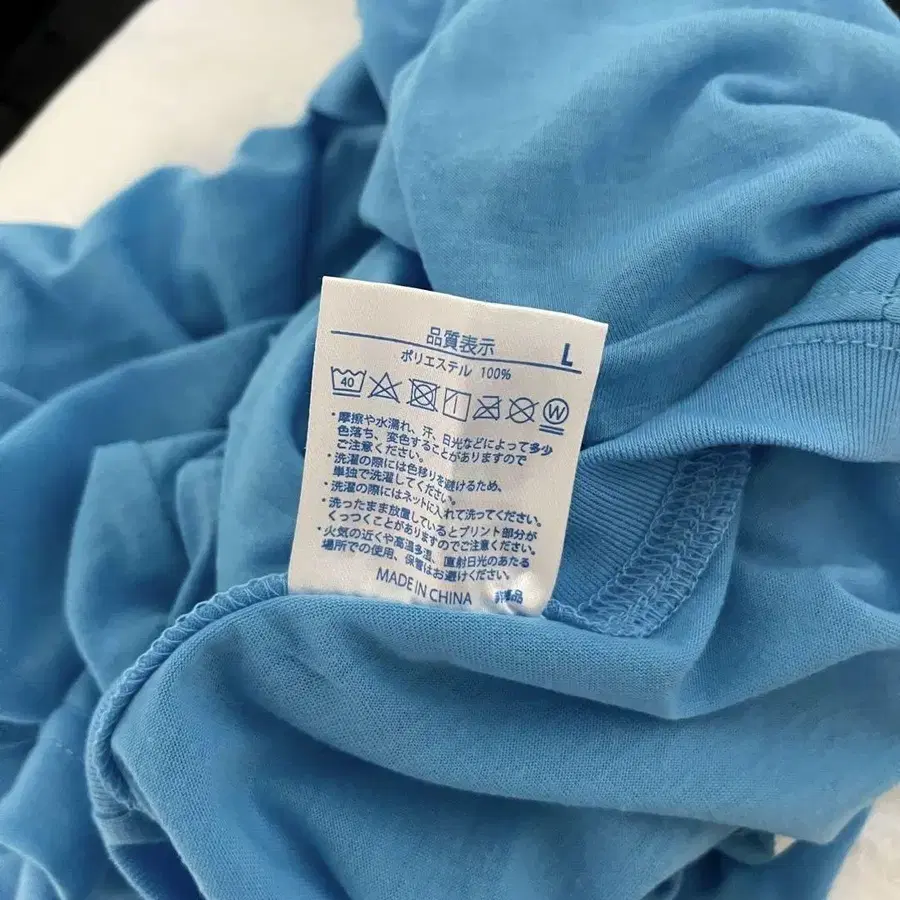 品質表示 L
ポリエステル 100%
40 W
・摩擦や水濡れ、汗、日光などによって多少
色落ち、変色することがありますので
ご注意ください。
・洗濯の際には色移りを避けるため、
単独で洗濯してください。
・洗濯の際にはネットに入れて洗ってください。
・洗ったまま放置しているとプリント部分が
くっつくことがありますのでご注意ください。
・火気の近くや高温多湿、直射日光のあたる
場所での使用、保管はお避けください。
MADE IN CHINA 非売品